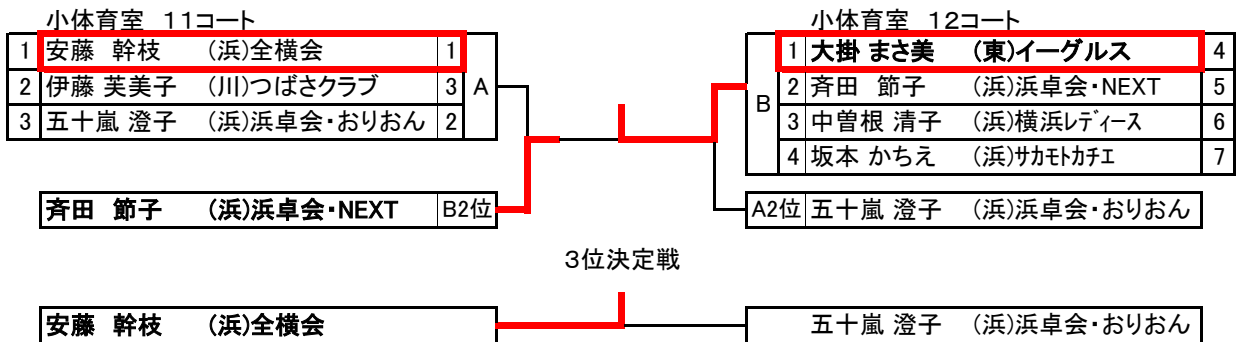 小体育室 11コート 小体育室 12コート
1 安藤 幹枝 (浜)全横会 1 1 大掛 まさ美 (東)イーグルス 4
2 伊藤 芙美子 (川)つばさクラブ 3 A 2 斉田 節子 (浜)浜卓会・NEXT 5
B
3 五十嵐 澄子 (浜)浜卓会・おりおん 2 3 中曽根 清子 (浜)横浜レディース 6
4 坂本 かちえ (浜)サカモトカチエ 7
斉田 節子 (浜)浜卓会・NEXT B2位 A2位 五十嵐 澄子 (浜)浜卓会・おりおん
3位決定戦
安藤 幹枝 (浜)全横会 五十嵐 澄子 (浜)浜卓会・おりおん